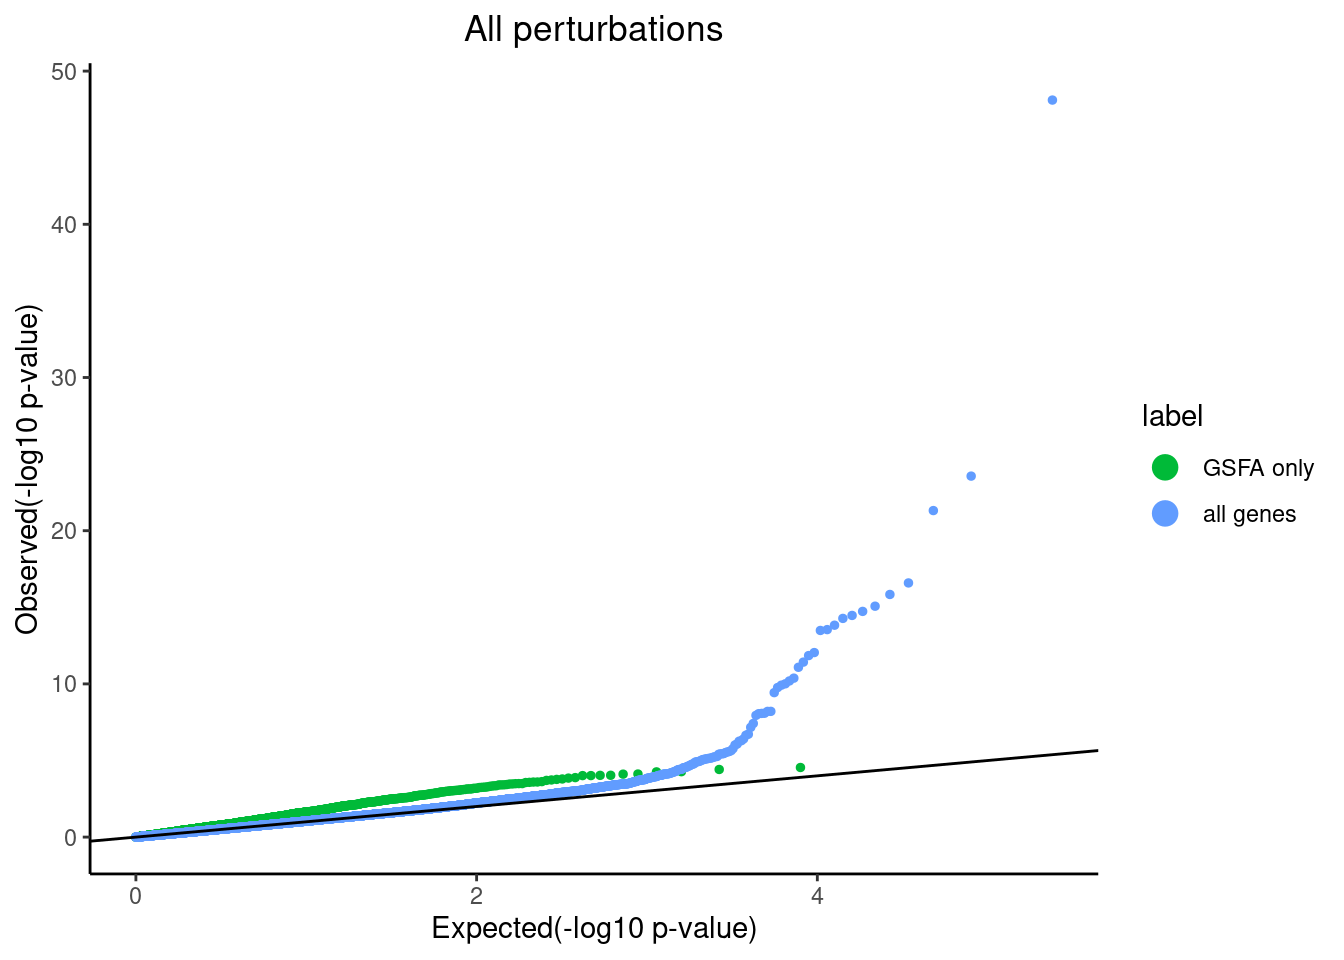 All perturbations
50
40
30
20
10
0
Observed(-log10 p-value)
0 2 4
Expected(-log10 p-value)
label
GSFA only
all genes